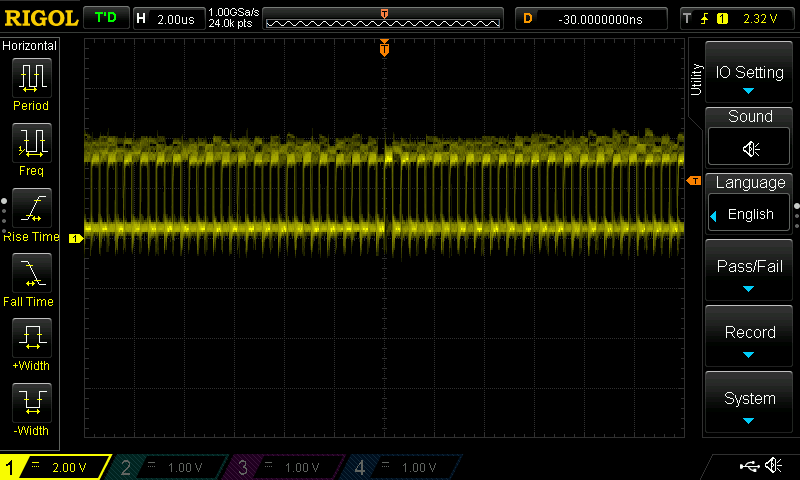 RIGOL T'D H 2.00us 1.00GSa/s 24.0k pts T D -30.0000000ns T 1 2.32 V
Horizontal
Period
Freq
Rise Time
Fall Time
+Width
-Width
T
T
1
Utility
IO Setting
Sound
Language
English
Pass/Fail
Record
System
1 2.00 V 2 1.00 V 3 1.00 V 4 1.00 V